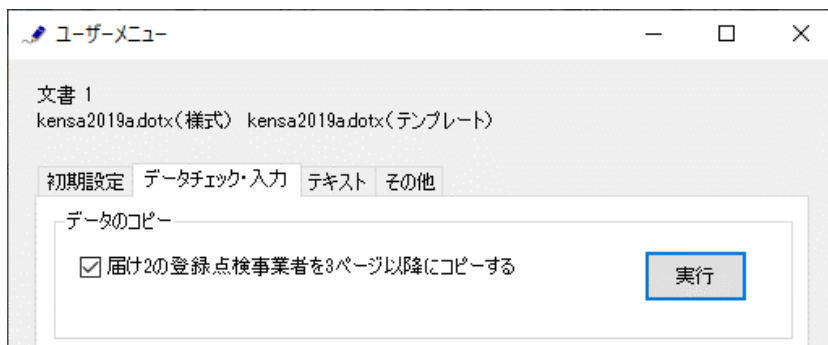 ユーザーメニュー
文書 1
kensa2019a.dotx(様式) kensa2019a.dotx(テンプレート)
初期設定 データチェック・入力 テキスト その他
データのコピー
届け2の登録点検事業者を3ページ以降にコピーする
実行